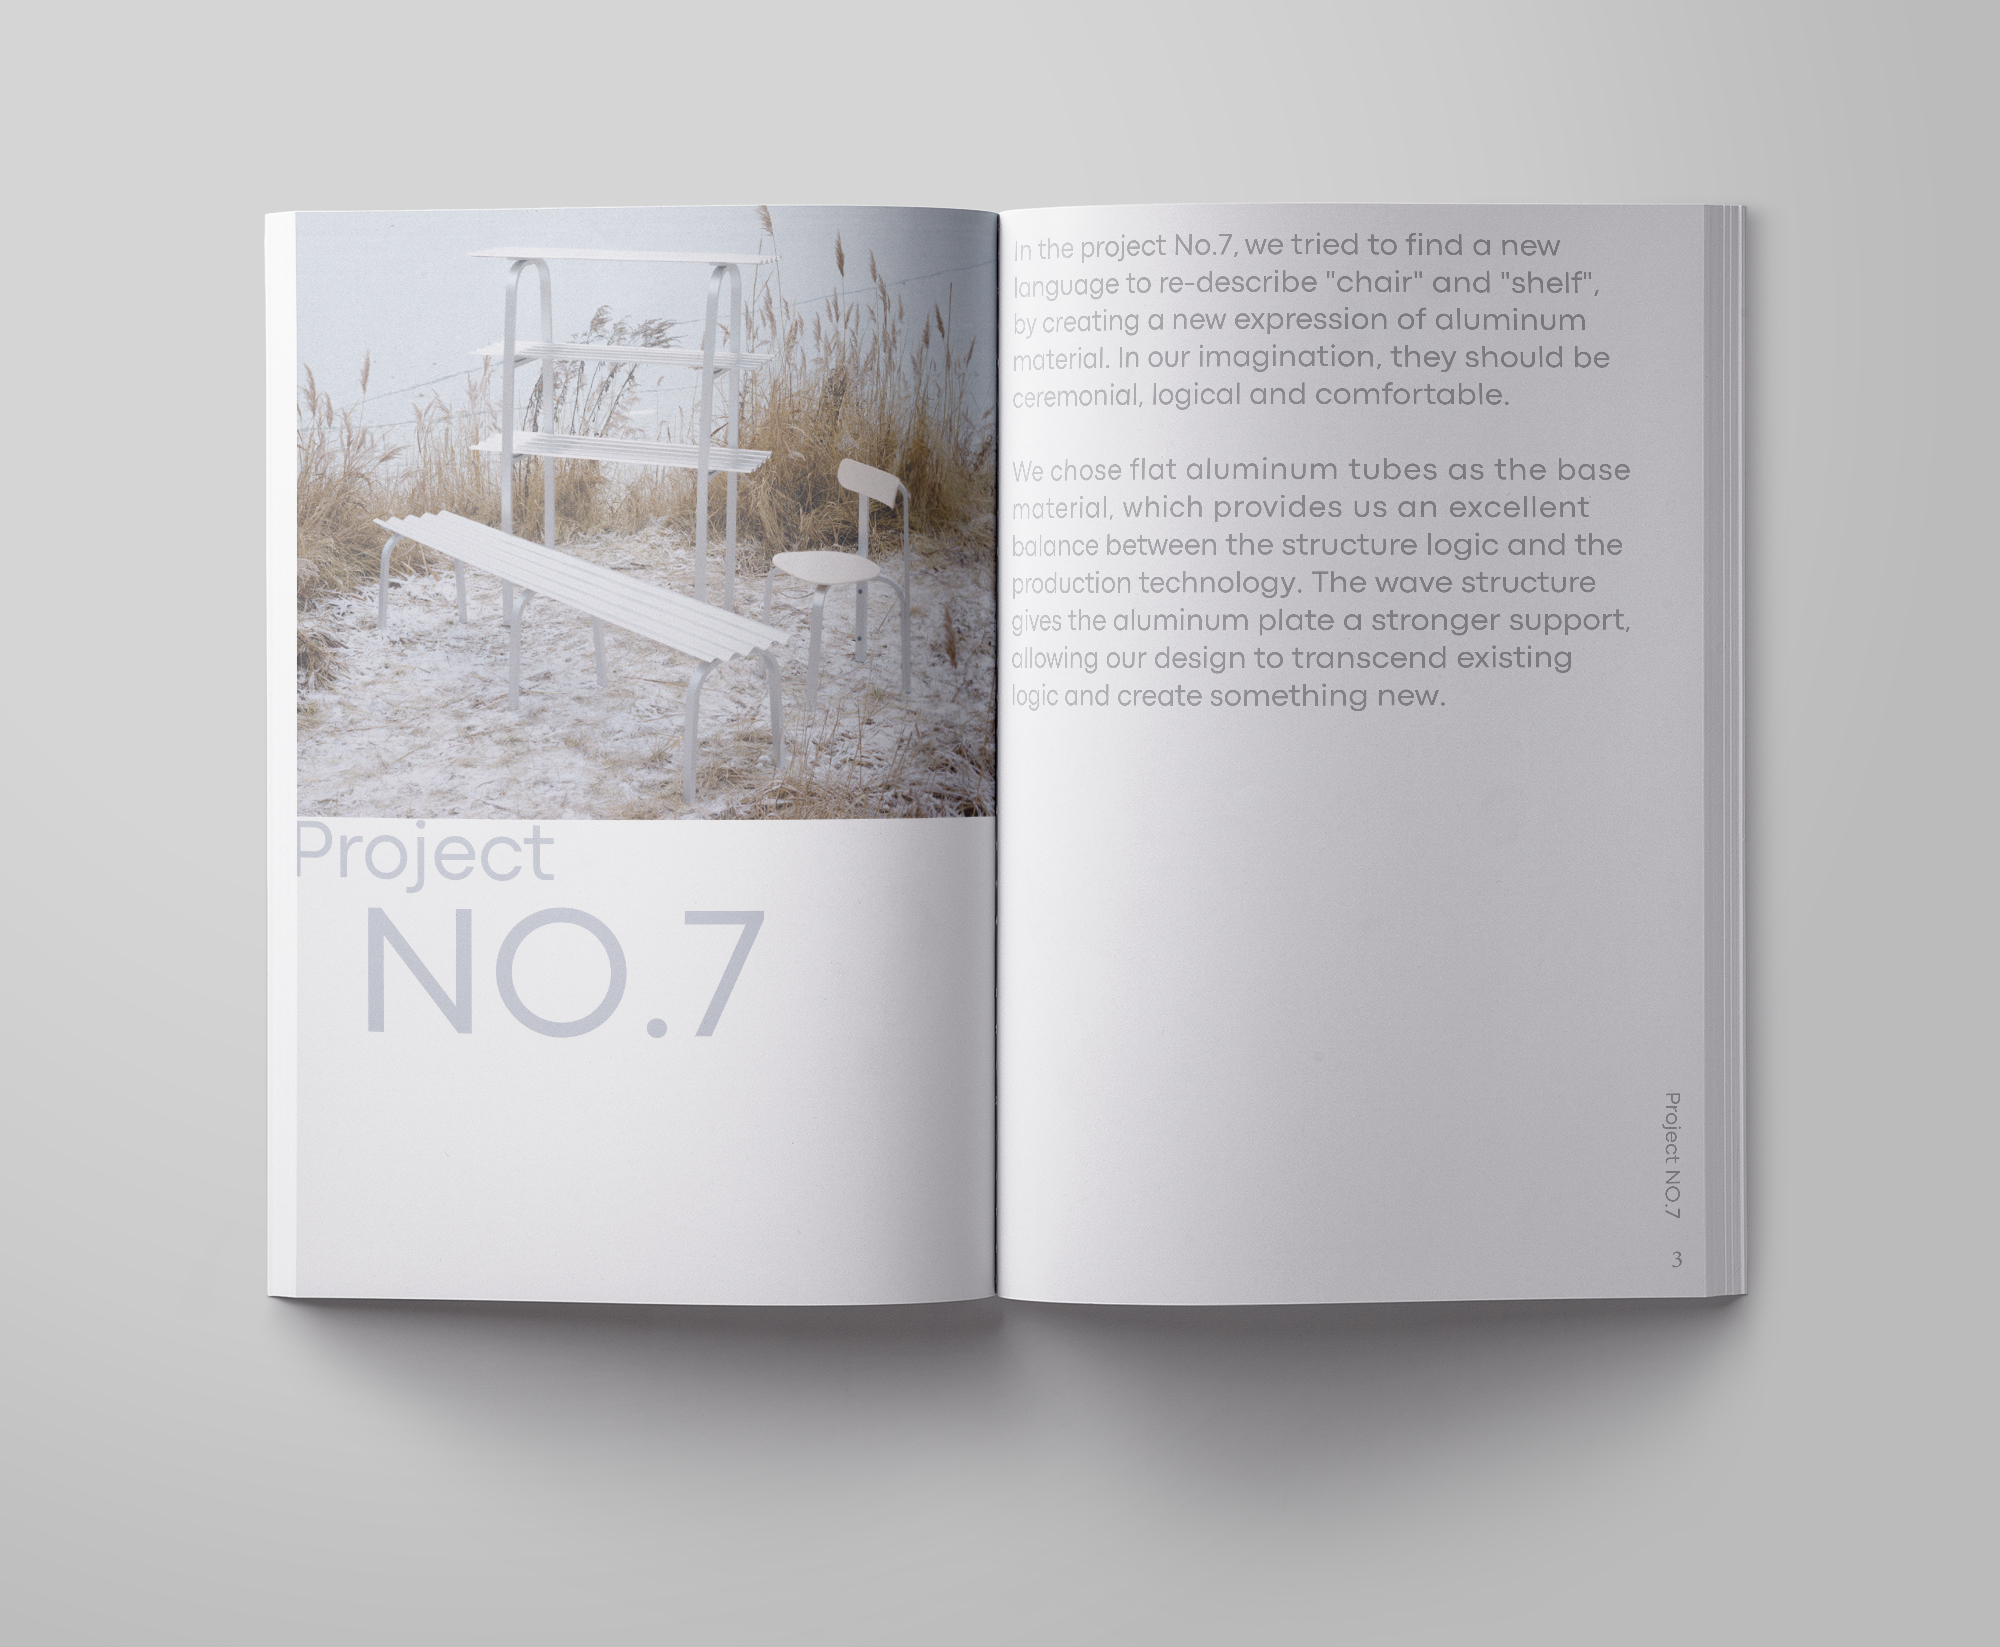 Project
NO.7
In the project No.7, we tried to find a new
language to re-describe "chair" and "shelf",
by creating a new expression of aluminum
material. In our imagination, they should be
ceremonial, logical and comfortable.
We chose flat aluminum tubes as the base
material, which provides us an excellent
balance between the structure logic and the
production technology. The wave structure
gives the aluminum plate a stronger support,
allowing our design to transcend existing
logic and create something new.
Project NO.7
3